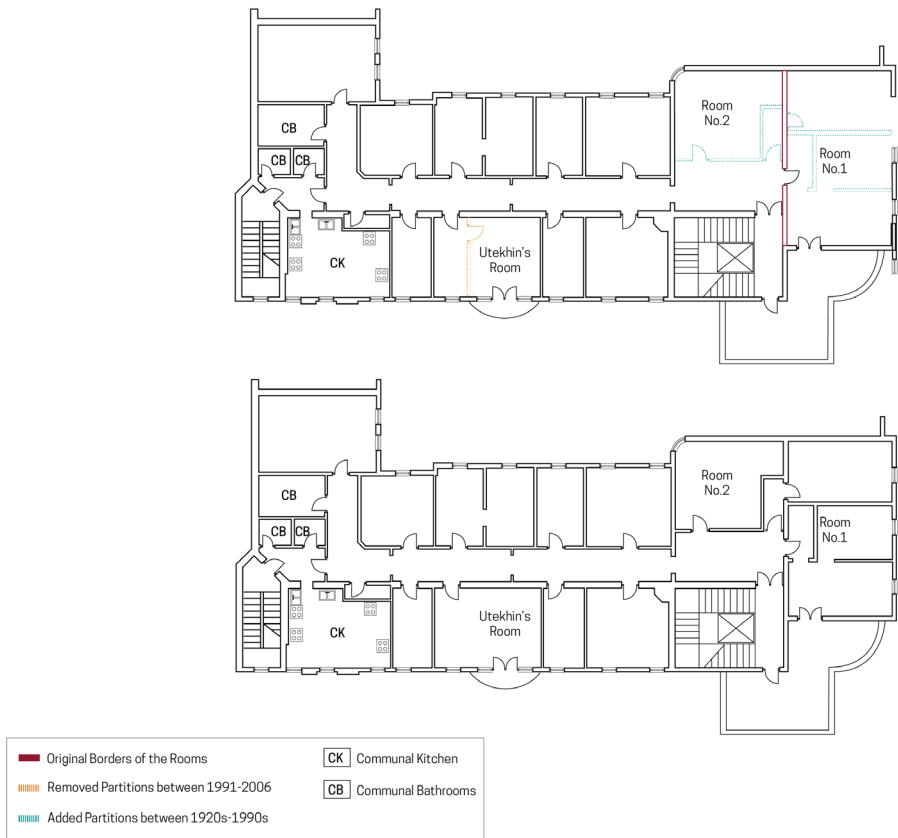 Room
No.2
CB
Room
No.1
CB
CB
Utekhin's
Room
CK
Room
No.2
CB
Room
No.1
CB
CB
Utekhin's
Room
CK
Original Borders of the Rooms
CK Communal Kitchen
Removed Partitions between 1991-2006
CB Communal Bathrooms
Added Partitions between 1920s-1990s